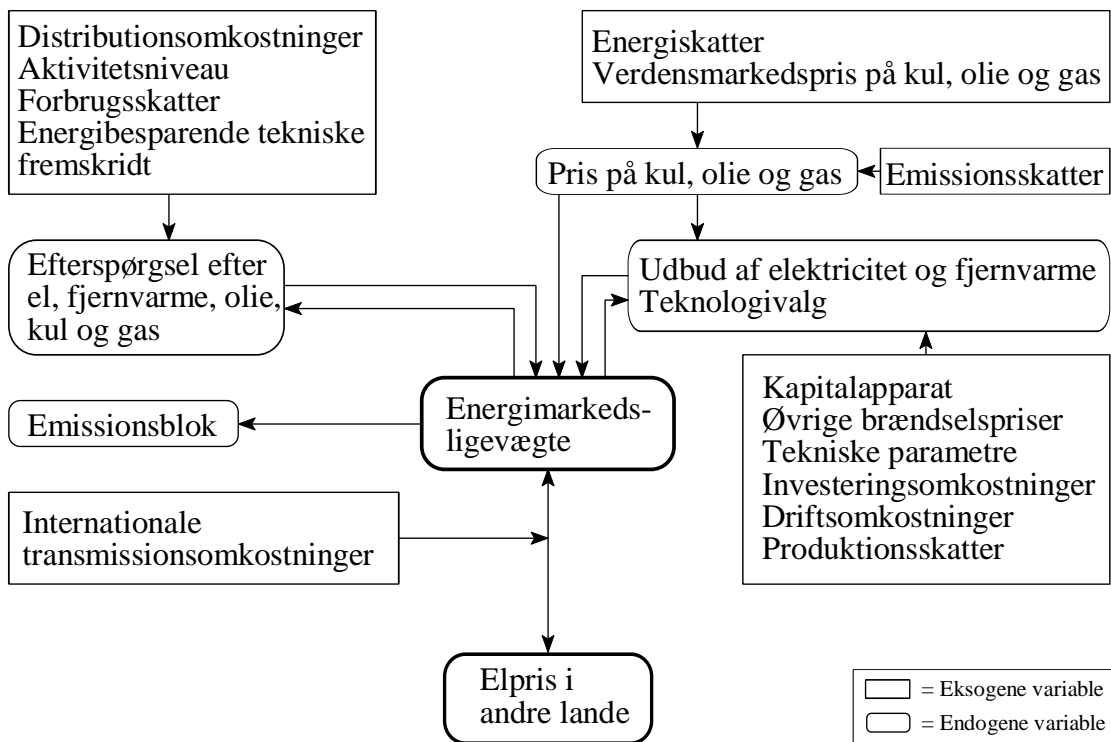 Distributionsomkostninger
Aktivitetsniveau
Forbrugsskatter
Energibesparende tekniske
fremskridt
Energiskatter
Verdensmarkedspris på kul, olie og gas
Pris på kul, olie og gas
Emissionsskatter
Efterspørgsel efter
el, fjernvarme, olie,
kul og gas
Udbud af elektricitet og fjernvarme
Teknologivalg
Emissionsblok
Energimarkeds-
ligevægte
Kapitalapparat
Øvrige brændselspriser
Tekniske parametre
Investeringsomkostninger
Driftsomkostninger
Produktionsskatter
Internationale
transmissionsomkostninger
Elpris i
andre lande
= Eksogene variable
= Endogene variable